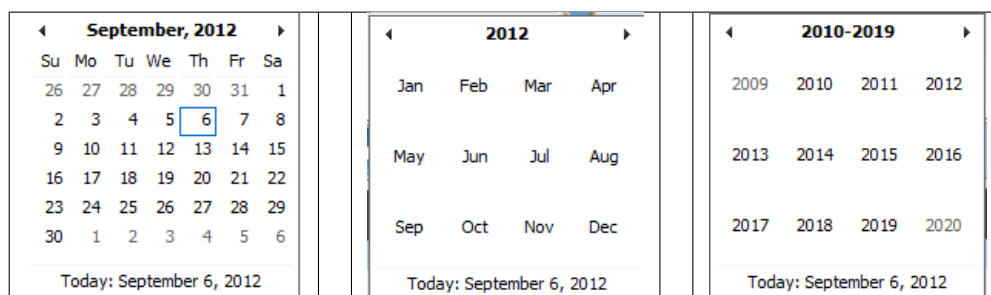 September, 2012
Su Mo Tu We Th Fr Sa
26 27 28 29 30 31 1
2 3 4 5 6 7 8
9 10 11 12 13 14 15
16 17 18 19 20 21 22
23 24 25 26 27 28 29
30 1 2 3 4 5 6
Today: September 6, 2012
2012
Jan Feb Mar Apr
May Jun Jul Aug
Sep Oct Nov Dec
Today: September 6, 2012
2010-2019
2009 2010 2011 2012
2013 2014 2015 2016
2017 2018 2019 2020
Today: September 6, 2012